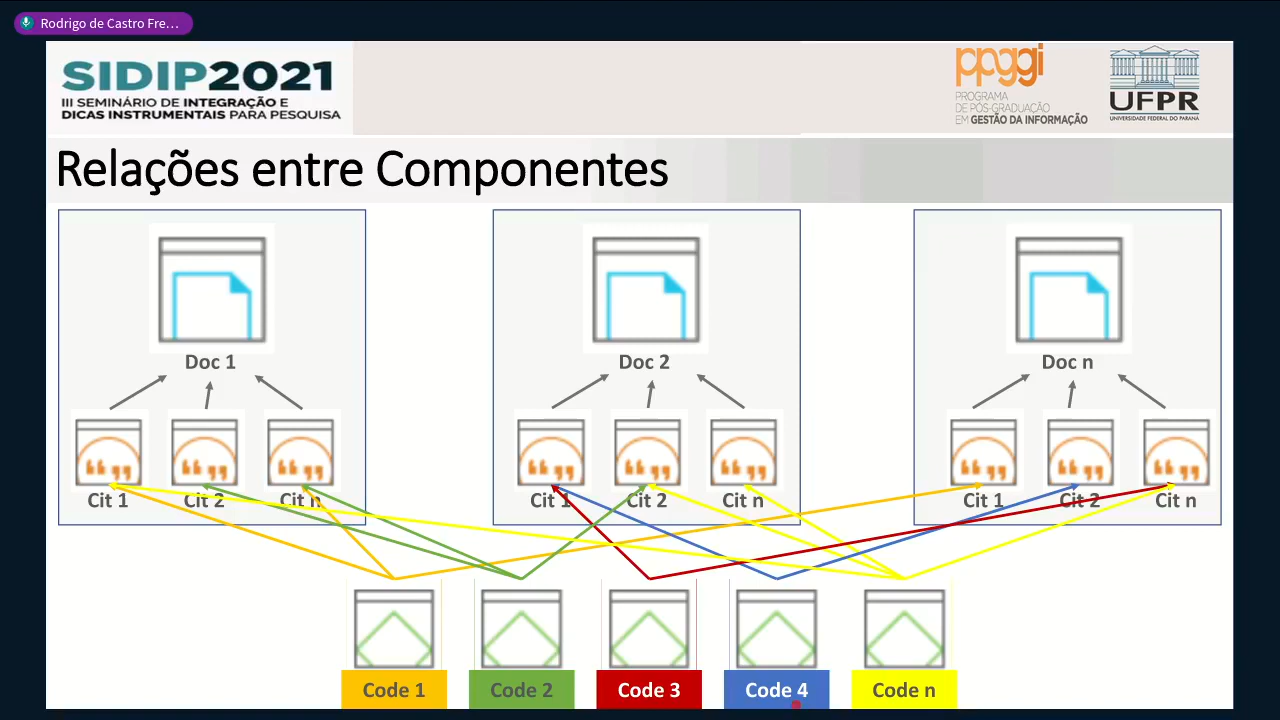 Rodrigo de Castro Fre...
SIDIP2021
III SEMINÁRIO DE INTEGRAÇÃO E
DICAS INSTRUMENTAIS PARA PESQUISA
ppggi
PROGRAMA
DE PÓS-GRADUAÇÃO
EM GESTÃO DA INFORMAÇÃO
UFPR
UNIVERSIDADE FEDERAL DO PARANÁ
Relações entre Componentes
Doc 1
Doc 2
Doc n
Cit 1 Cit 2 Cit n
Cit 1 Cit 2 Cit n
Cit 1 Cit 2 Cit n
Code 1
Code 2
Code 3
Code 4
Code n